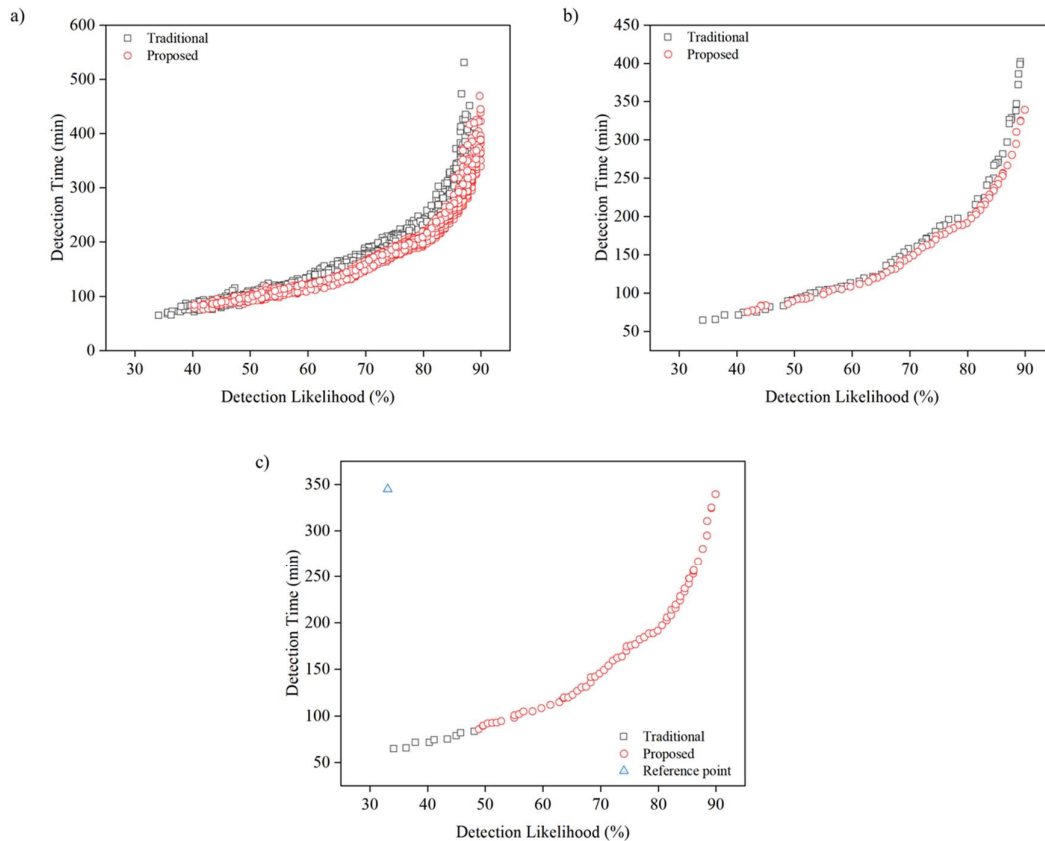 a)
Traditional
Proposed
600
500
400
300
200
100
0
30 40 50 60 70 80 90
Detection Likelihood (%)
Detection Time (min)
b)
Traditional
Proposed
450
400
350
300
250
200
150
100
50
30 40 50 60 70 80 90
Detection Likelihood (%)
Detection Time (min)
c)
350
300
250
200
150
100
50
Traditional
Proposed
Reference point
30 40 50 60 70 80 90
Detection Likelihood (%)
Detection Time (min)